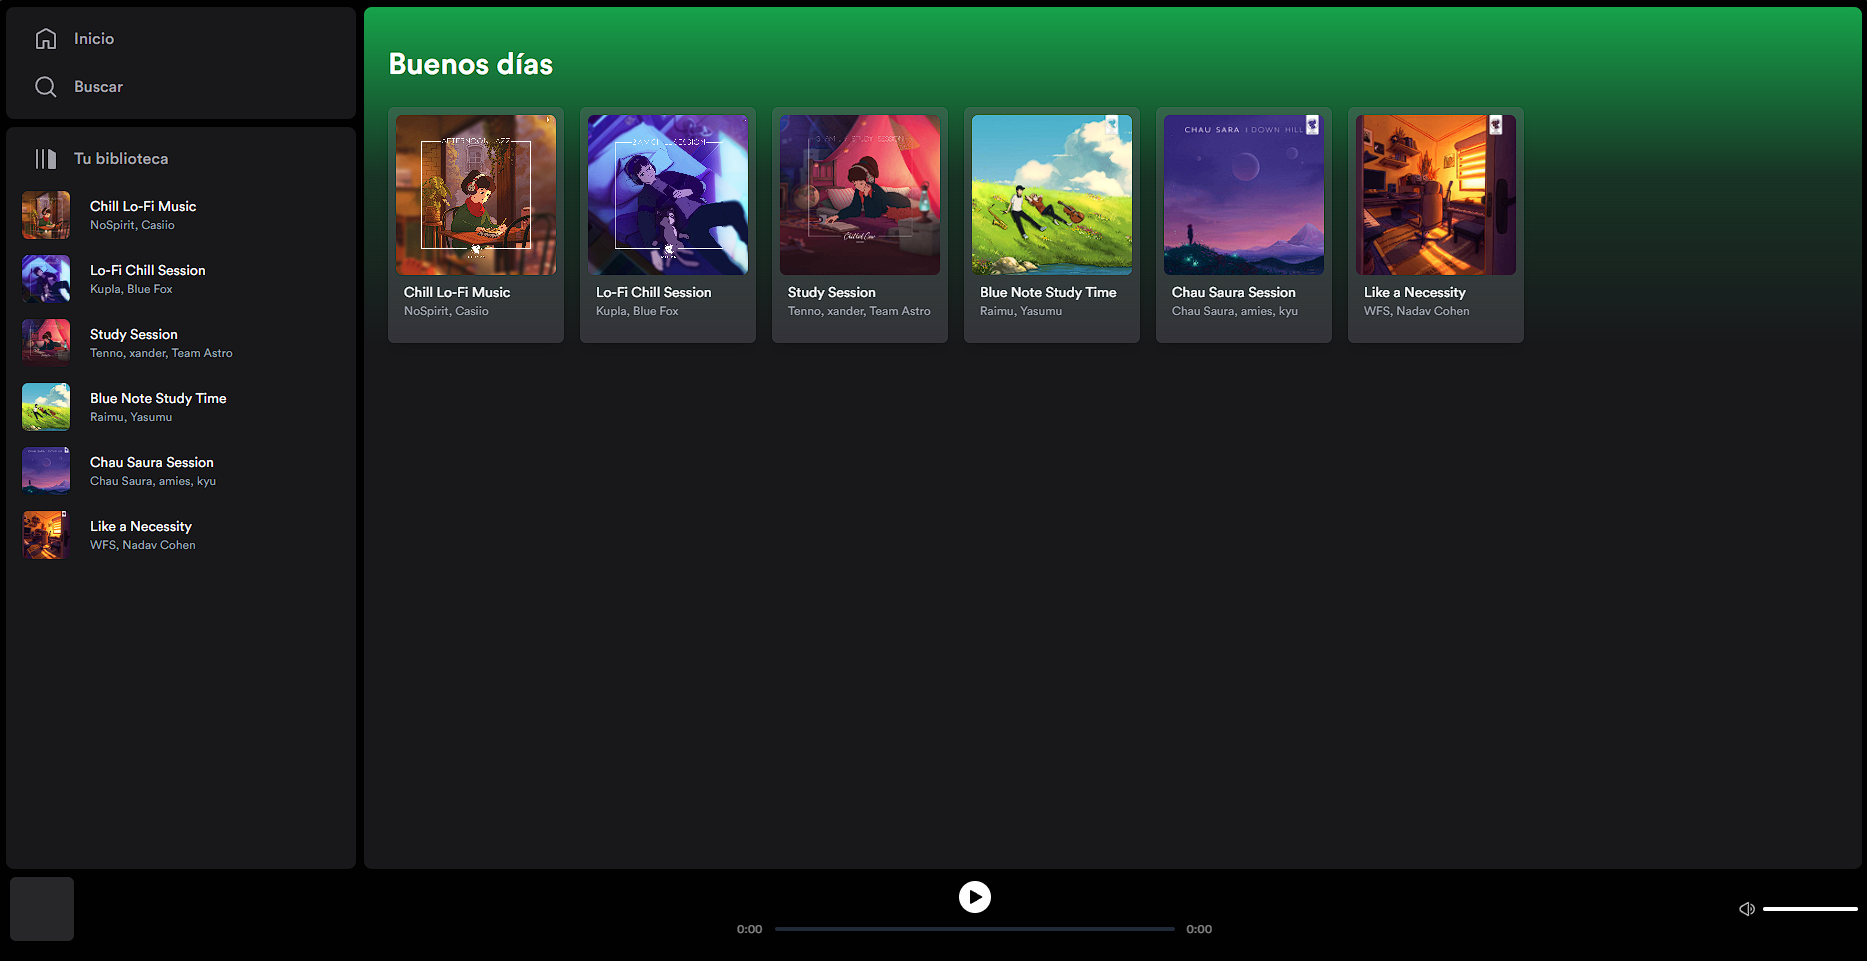 Inicio
Buscar
Tu biblioteca
Chill Lo-Fi Music
NoSpirit, Casiio
Lo-Fi Chill Session
Kupla, Blue Fox
Study Session
Tenno, xander, Team Astro
Blue Note Study Time
Raimu, Yasumu
Chau Saura Session
Chau Saura, amies, kyu
Like a Necessity
WFS, Nadav Cohen
Buenos días
AFTERNOON JAZZ
Chill Lo-Fi Music
NoSpirit, Casiio
Lo-Fi Chill Session
Kupla, Blue Fox
STUDY SESSION
Study Session
Tenno, xander, Team Astro
Blue Note Study Time
Raimu, Yasumu
CHAU SARA | DOWN HILL
Chau Saura Session
Chau Saura, amies, kyu
Like a Necessity
WFS, Nadav Cohen
0:00
0:00